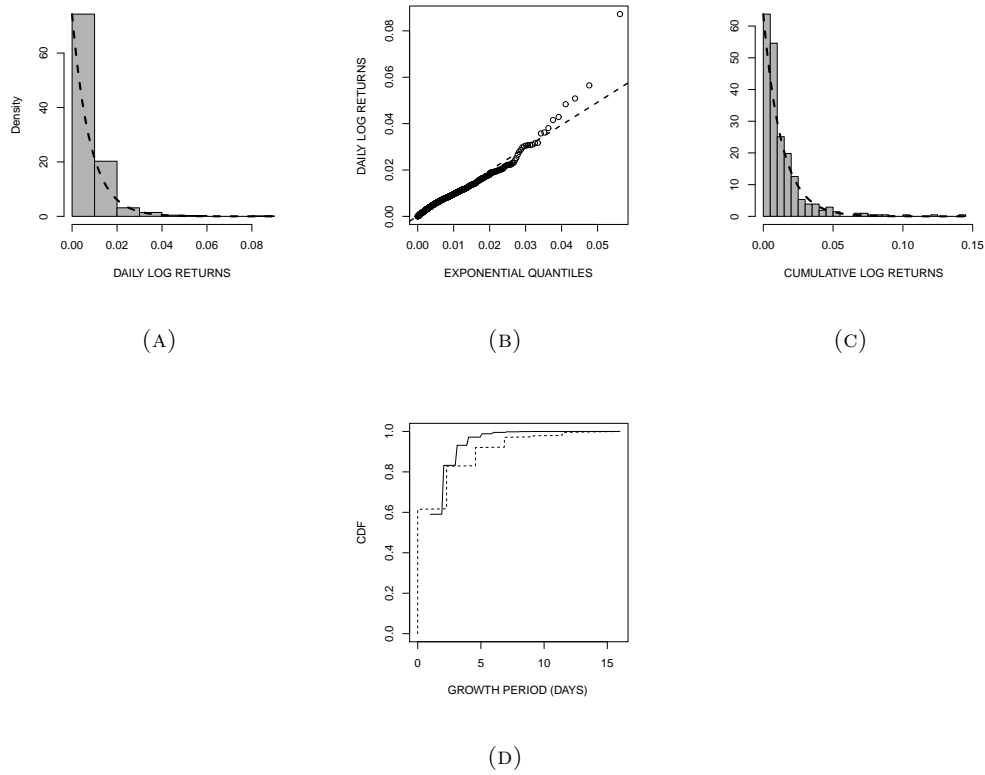 Density
0 20 40 60
0.00 0.02 0.04 0.06 0.08
DAILY LOG RETURNS
(A)
DAILY LOG RETURNS
0.00 0.02 0.04 0.06 0.08
0.00 0.01 0.02 0.03 0.04 0.05
EXPONENTIAL QUANTILES
(B)
0 10 20 30 40 50 60
0.00 0.05 0.10 0.15
CUMULATIVE LOG RETURNS
(C)
CDF
0.0 0.2 0.4 0.6 0.8 1.0
0 5 10 15
GROWTH PERIOD (DAYS)
(D)